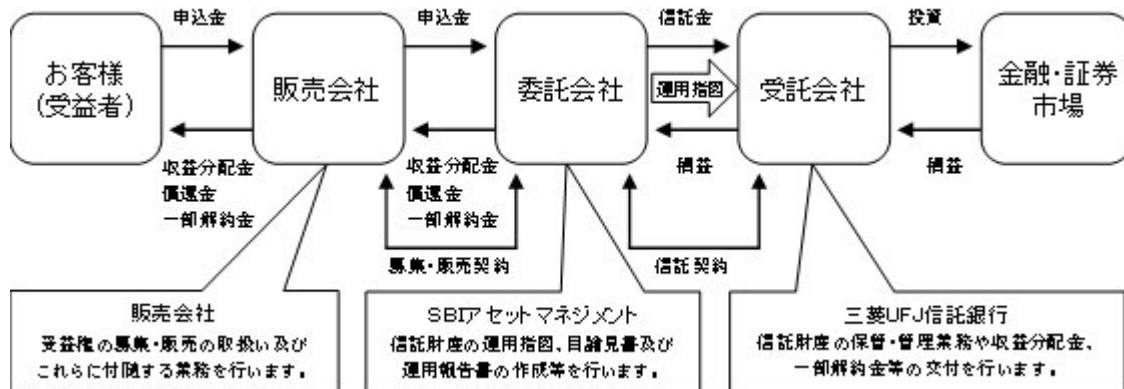 申込金
申込金
信託金
投資
お客様
(受益者)
販売会社
委託会社
運用指図
受託会社
金融・証券
市場
収益分配金
償還金
一部解約金
収益分配金
償還金
一部解約金
損益
損益
募集・販売契約
信託契約
販売会社
受益権の募集・販売の取扱い及び
これらに付随する業務を行います。
SBIアセットマネジメント
信託財産の運用指図、目論見書及び
運用報告書の作成等を行います。
三菱UFJ信託銀行
信託財産の保管・管理業務や収益分配金、
一部解約金等の交付を行います。